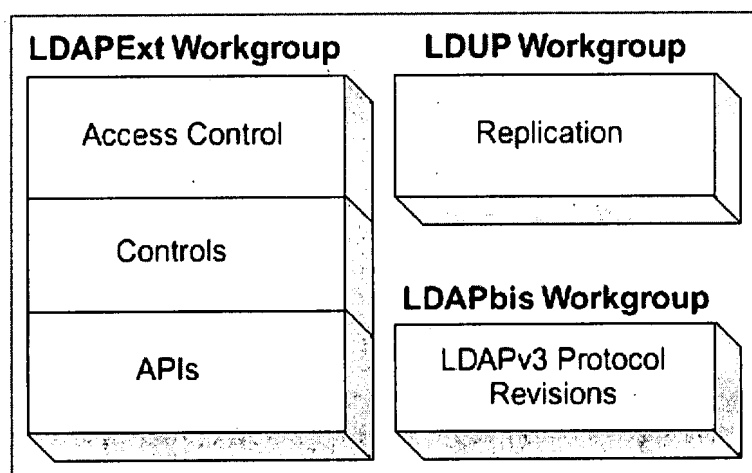 LDAPExt Workgroup
Access Control
Controls
APIs
LDUP Workgroup
Replication
LDAPbis Workgroup
LDAPv3 Protocol
Revisions